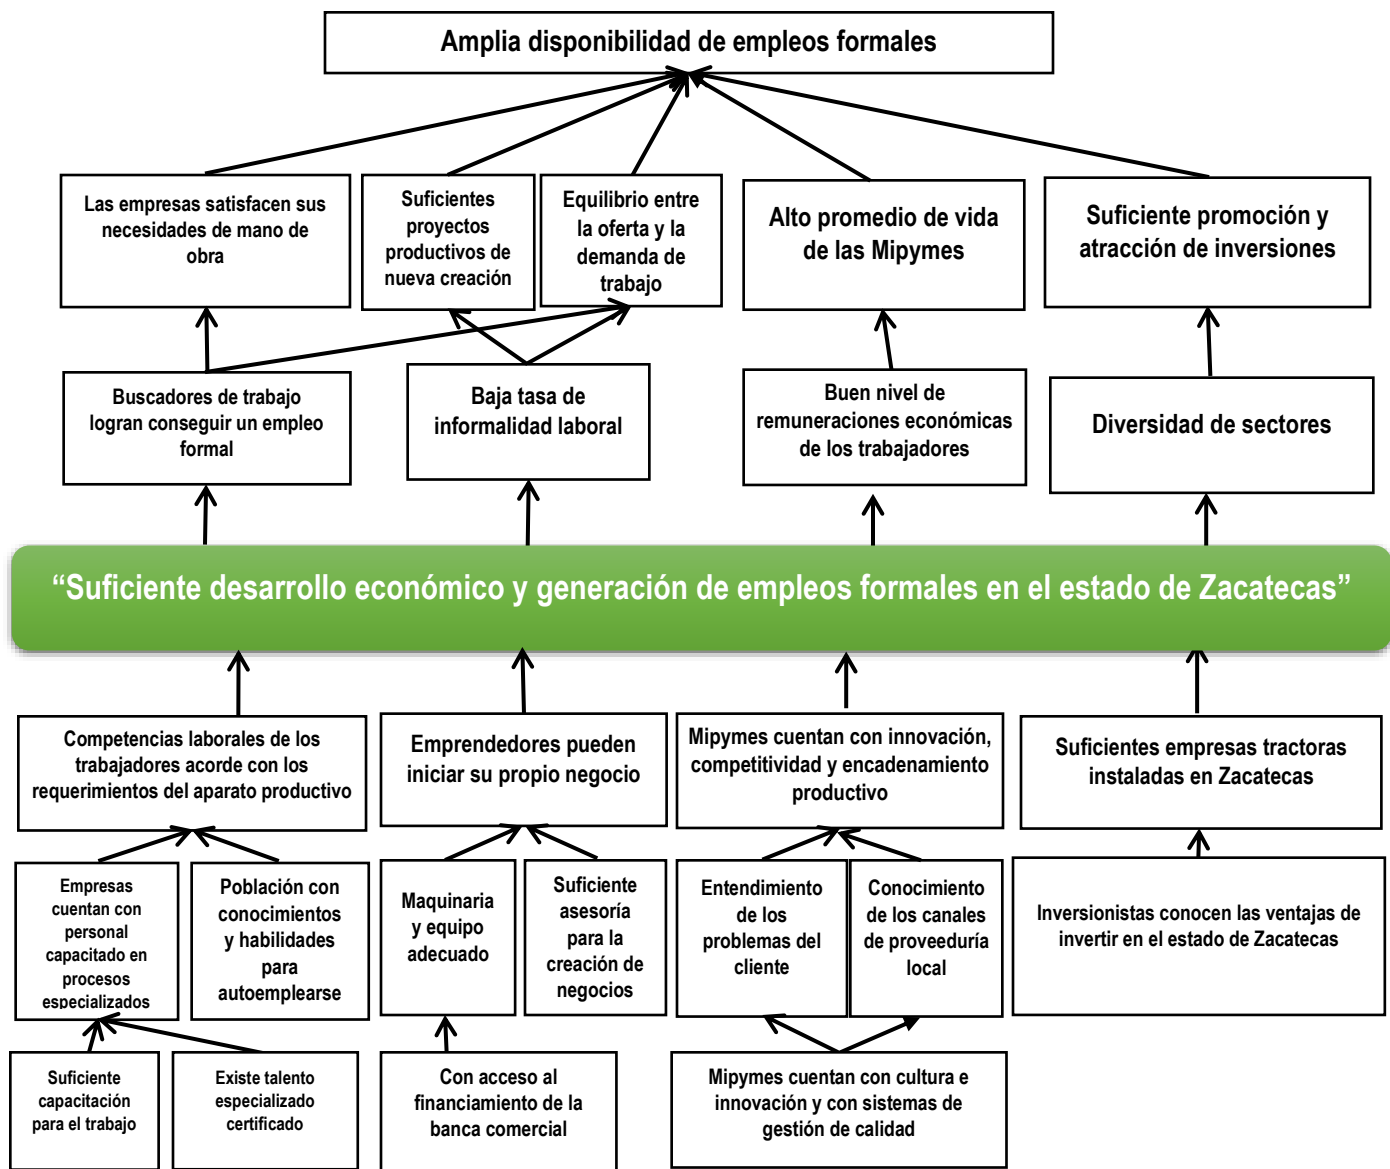 Amplia disponibilidad de empleos formales
Las empresas satisfacen sus
necesidades de mano de
obra
Suficientes
proyectos
productivos de
nueva creación
Equilibrio entre
la oferta y la
demanda de
trabajo
Alto promedio de vida
de las Mipymes
Suficiente promoción y
atracción de inversiones
Buscadores de trabajo
logran conseguir un empleo
formal
Baja tasa de
informalidad laboral
Buen nivel de
remuneraciones económicas
de los trabajadores
Diversidad de sectores
“Suficiente desarrollo económico y generación de empleos formales en el estado de Zacatecas”
Competencias laborales de los
trabajadores acorde con los
requerimientos del aparato productivo
Emprendedores pueden
iniciar su propio negocio
Mipymes cuentan con innovación,
competitividad y encadenamiento
productivo
Suficientes empresas tractoras
instaladas en Zacatecas
Empresas
cuentan con
personal
capacitado en
procesos
especializados
Población con
conocimientos
y habilidades
para
autoemplearse
Maquinaria
y equipo
adecuado
Suficiente
asesoría
para la
creación de
negocios
Entendimiento
de los
problemas del
cliente
Conocimiento
de los canales
de proveeduría
local
Inversionistas conocen las ventajas de
invertir en el estado de Zacatecas
Suficiente
capacitación
para el trabajo
Existe talento
especializado
certificado
Con acceso al
financiamiento de la
banca comercial
Mipymes cuentan con cultura e
innovación y con sistemas de
gestión de calidad